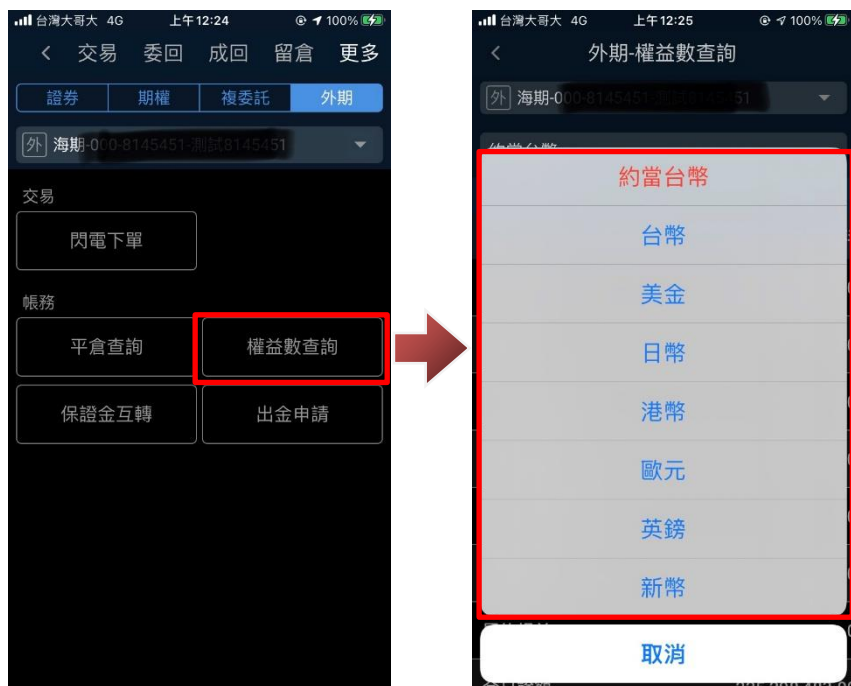 台灣大哥大 4G 上午12:24 100%
交易 委回 成回 留倉 更多
證券 期權 複委託 外期
外 海期-000-8145451-測試8145451
交易
閃電下單
帳務
平倉查詢 權益數查詢
保證金互轉 出金申請
台灣大哥大 4G 上午12:25 100%
外期-權益數查詢
外 海期-0
約當台幣
台幣
美金
日幣
港幣
歐元
英鎊
新幣
取消